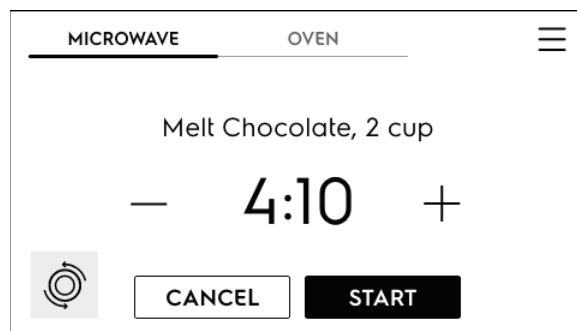 MICROWAVE OVEN
Melt Chocolate, 2 cup
4:10
CANCEL START